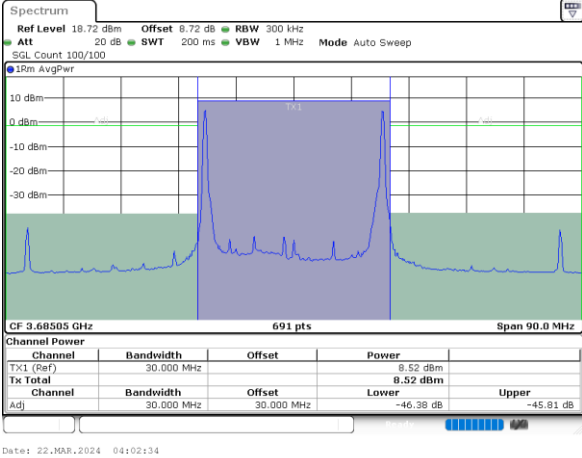 Spectrum
Ref Level 18.72 dBm Offset 8.72 dB RBW 300 kHz
Att 20 dB SWT 200 ms VBW 1 MHz Mode Auto Sweep
SGL Count 100/100
1Rm AvgPwr
10 dBm
TX1
0 dBm Adj Adj
-10 dBm
-20 dBm
-30 dBm
CF 3.68505 GHz 691 pts Span 90.0 MHz
Channel Power
Channel Bandwidth Offset Power
TX1 (Ref) 30.000 MHz 8.52 dBm
Tx Total 8.52 dBm
Channel Bandwidth Offset Lower Upper
Adj 30.000 MHz 30.000 MHz -46.38 dB -45.81 dB
Ready
Date: 22.MAR.2024 04:02:34